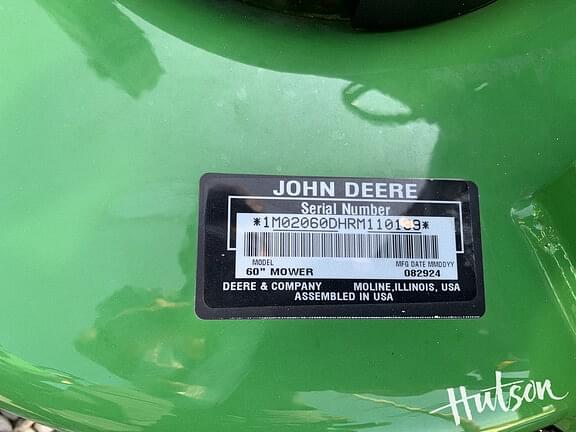 JOHN DEERE
Serial Number
*1M02060DHRM110189*
MODEL MFG DATE MMDDYY
60" MOWER 082924
DEERE & COMPANY MOLINE, ILLINOIS, USA
ASSEMBLED IN USA
Hutson